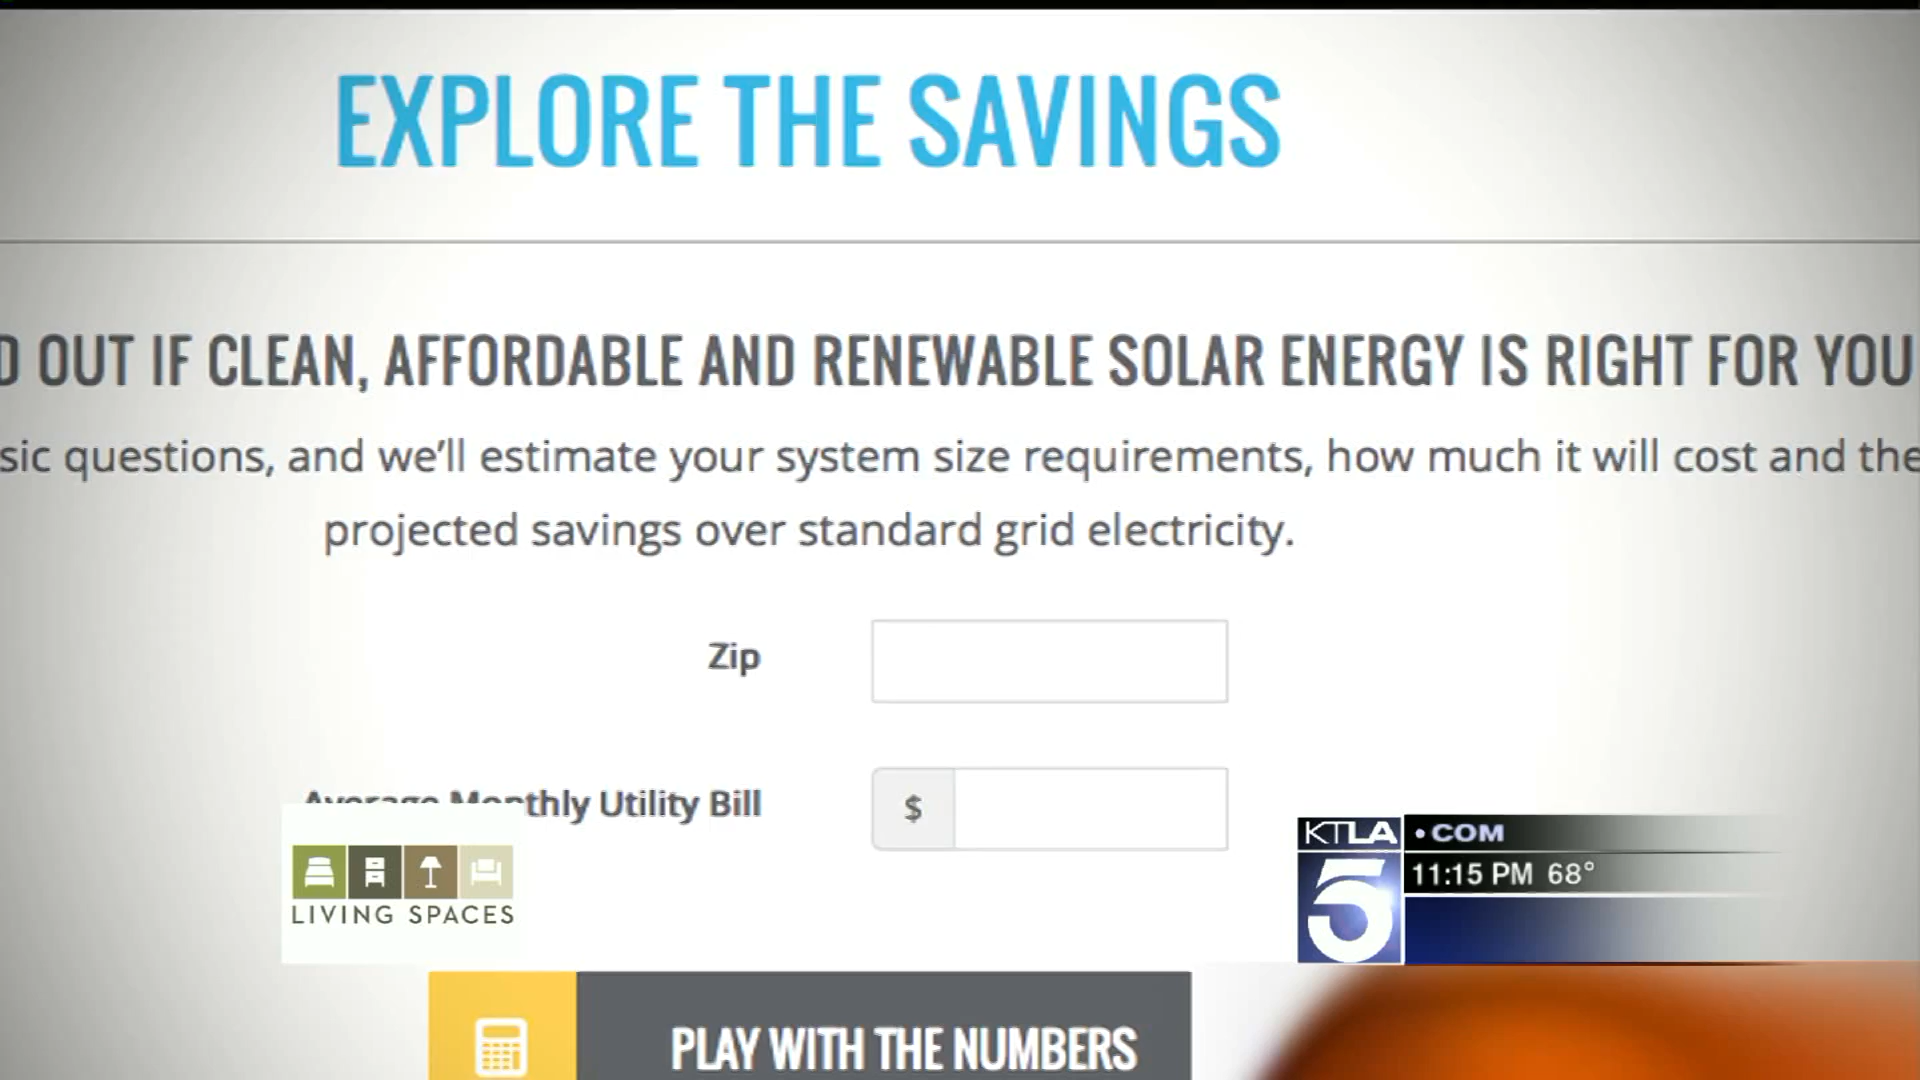 EXPLORE THE SAVINGS
OUT IF CLEAN, AFFORDABLE AND RENEWABLE SOLAR ENERGY IS RIGHT FOR YOU
questions, and we'll estimate your system size requirements, how much it will cost and the
projected savings over standard grid electricity.
Zip
Average Monthly Utility Bill
$
LIVING SPACES
KTLA • COM
5
11:15 PM 68°
PLAY WITH THE NUMBERS